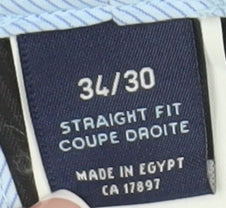 34/30
STRAIGHT FIT
COUPE DROITE
MADE IN EGYPT
CA 17897